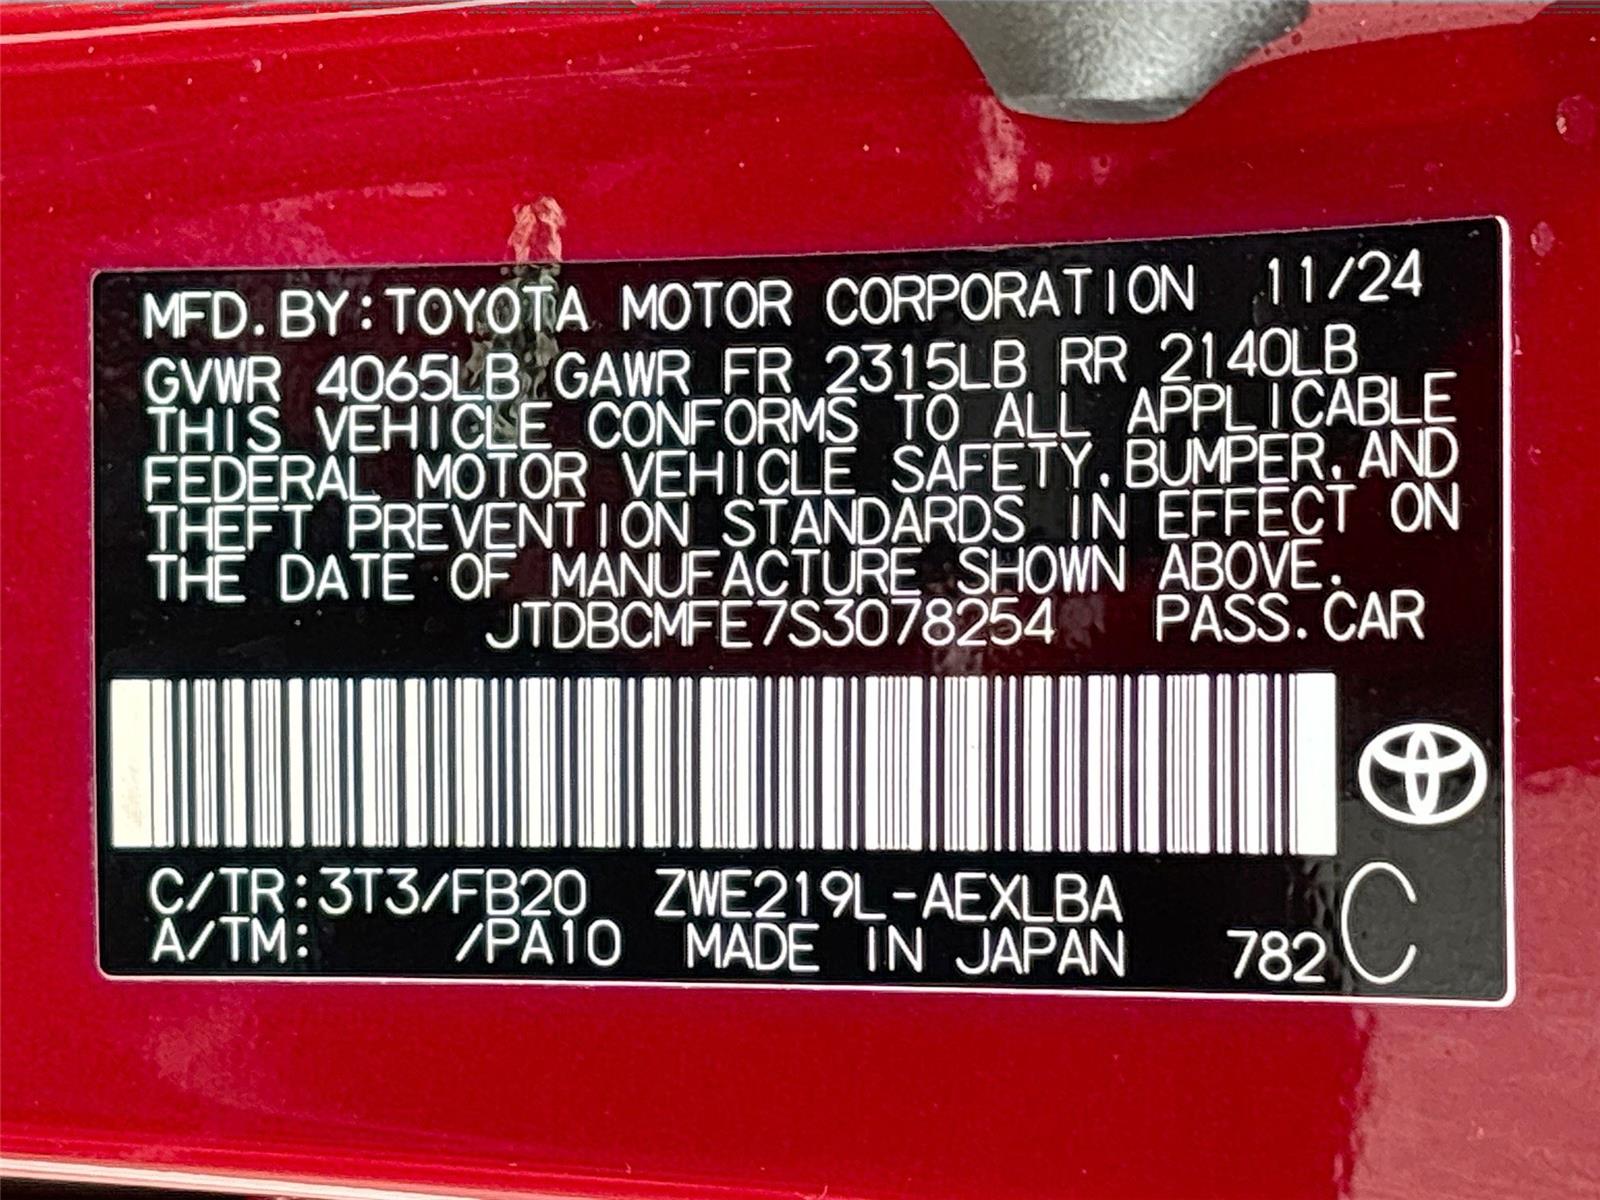 MFD.BY:TOYOTA MOTOR CORPORATION 11/24
GVWR 4065LB GAWR FR 2315LB RR 2140LB
THIS VEHICLE CONFORMS TO ALL APPLICABLE
FEDERAL MOTOR VEHICLE SAFETY,BUMPER,AND
THEFT PREVENTION STANDARDS IN EFFECT ON
THE DATE OF MANUFACTURE SHOWN ABOVE.
JTDBCMFE7S3078254 PASS.CAR
C/TR:3T3/FB20 ZWE219L-AEXLBA
A/TM: /PA10 MADE IN JAPAN 782 C